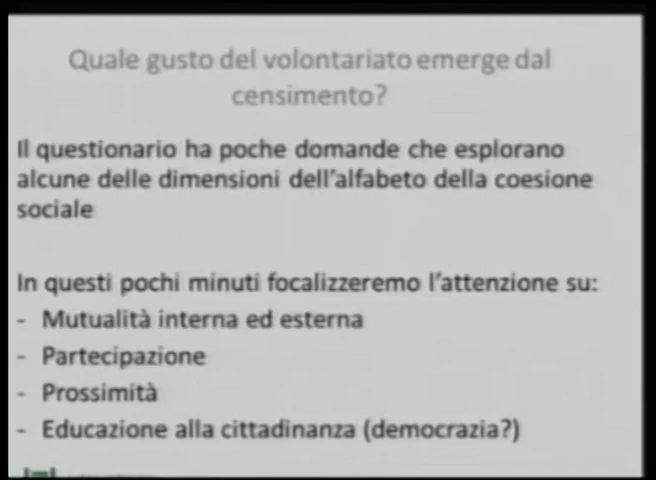 Quale gusto del volontariato emerge dal
censimento?
Il questionario ha poche domande che esplorano
alcune delle dimensioni dell'alfabeto della coesione
sociale
In questi pochi minuti focalizzeremo l'attenzione su:
- Mutualità interna ed esterna
- Partecipazione
- Prossimità
- Educazione alla cittadinanza (democrazia?)